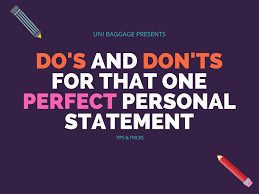 UNI BAGGAGE PRESENTS
DO'S AND DON'TS
FOR THAT ONE
PERFECT PERSONAL
STATEMENT
TIPS & TRICKS